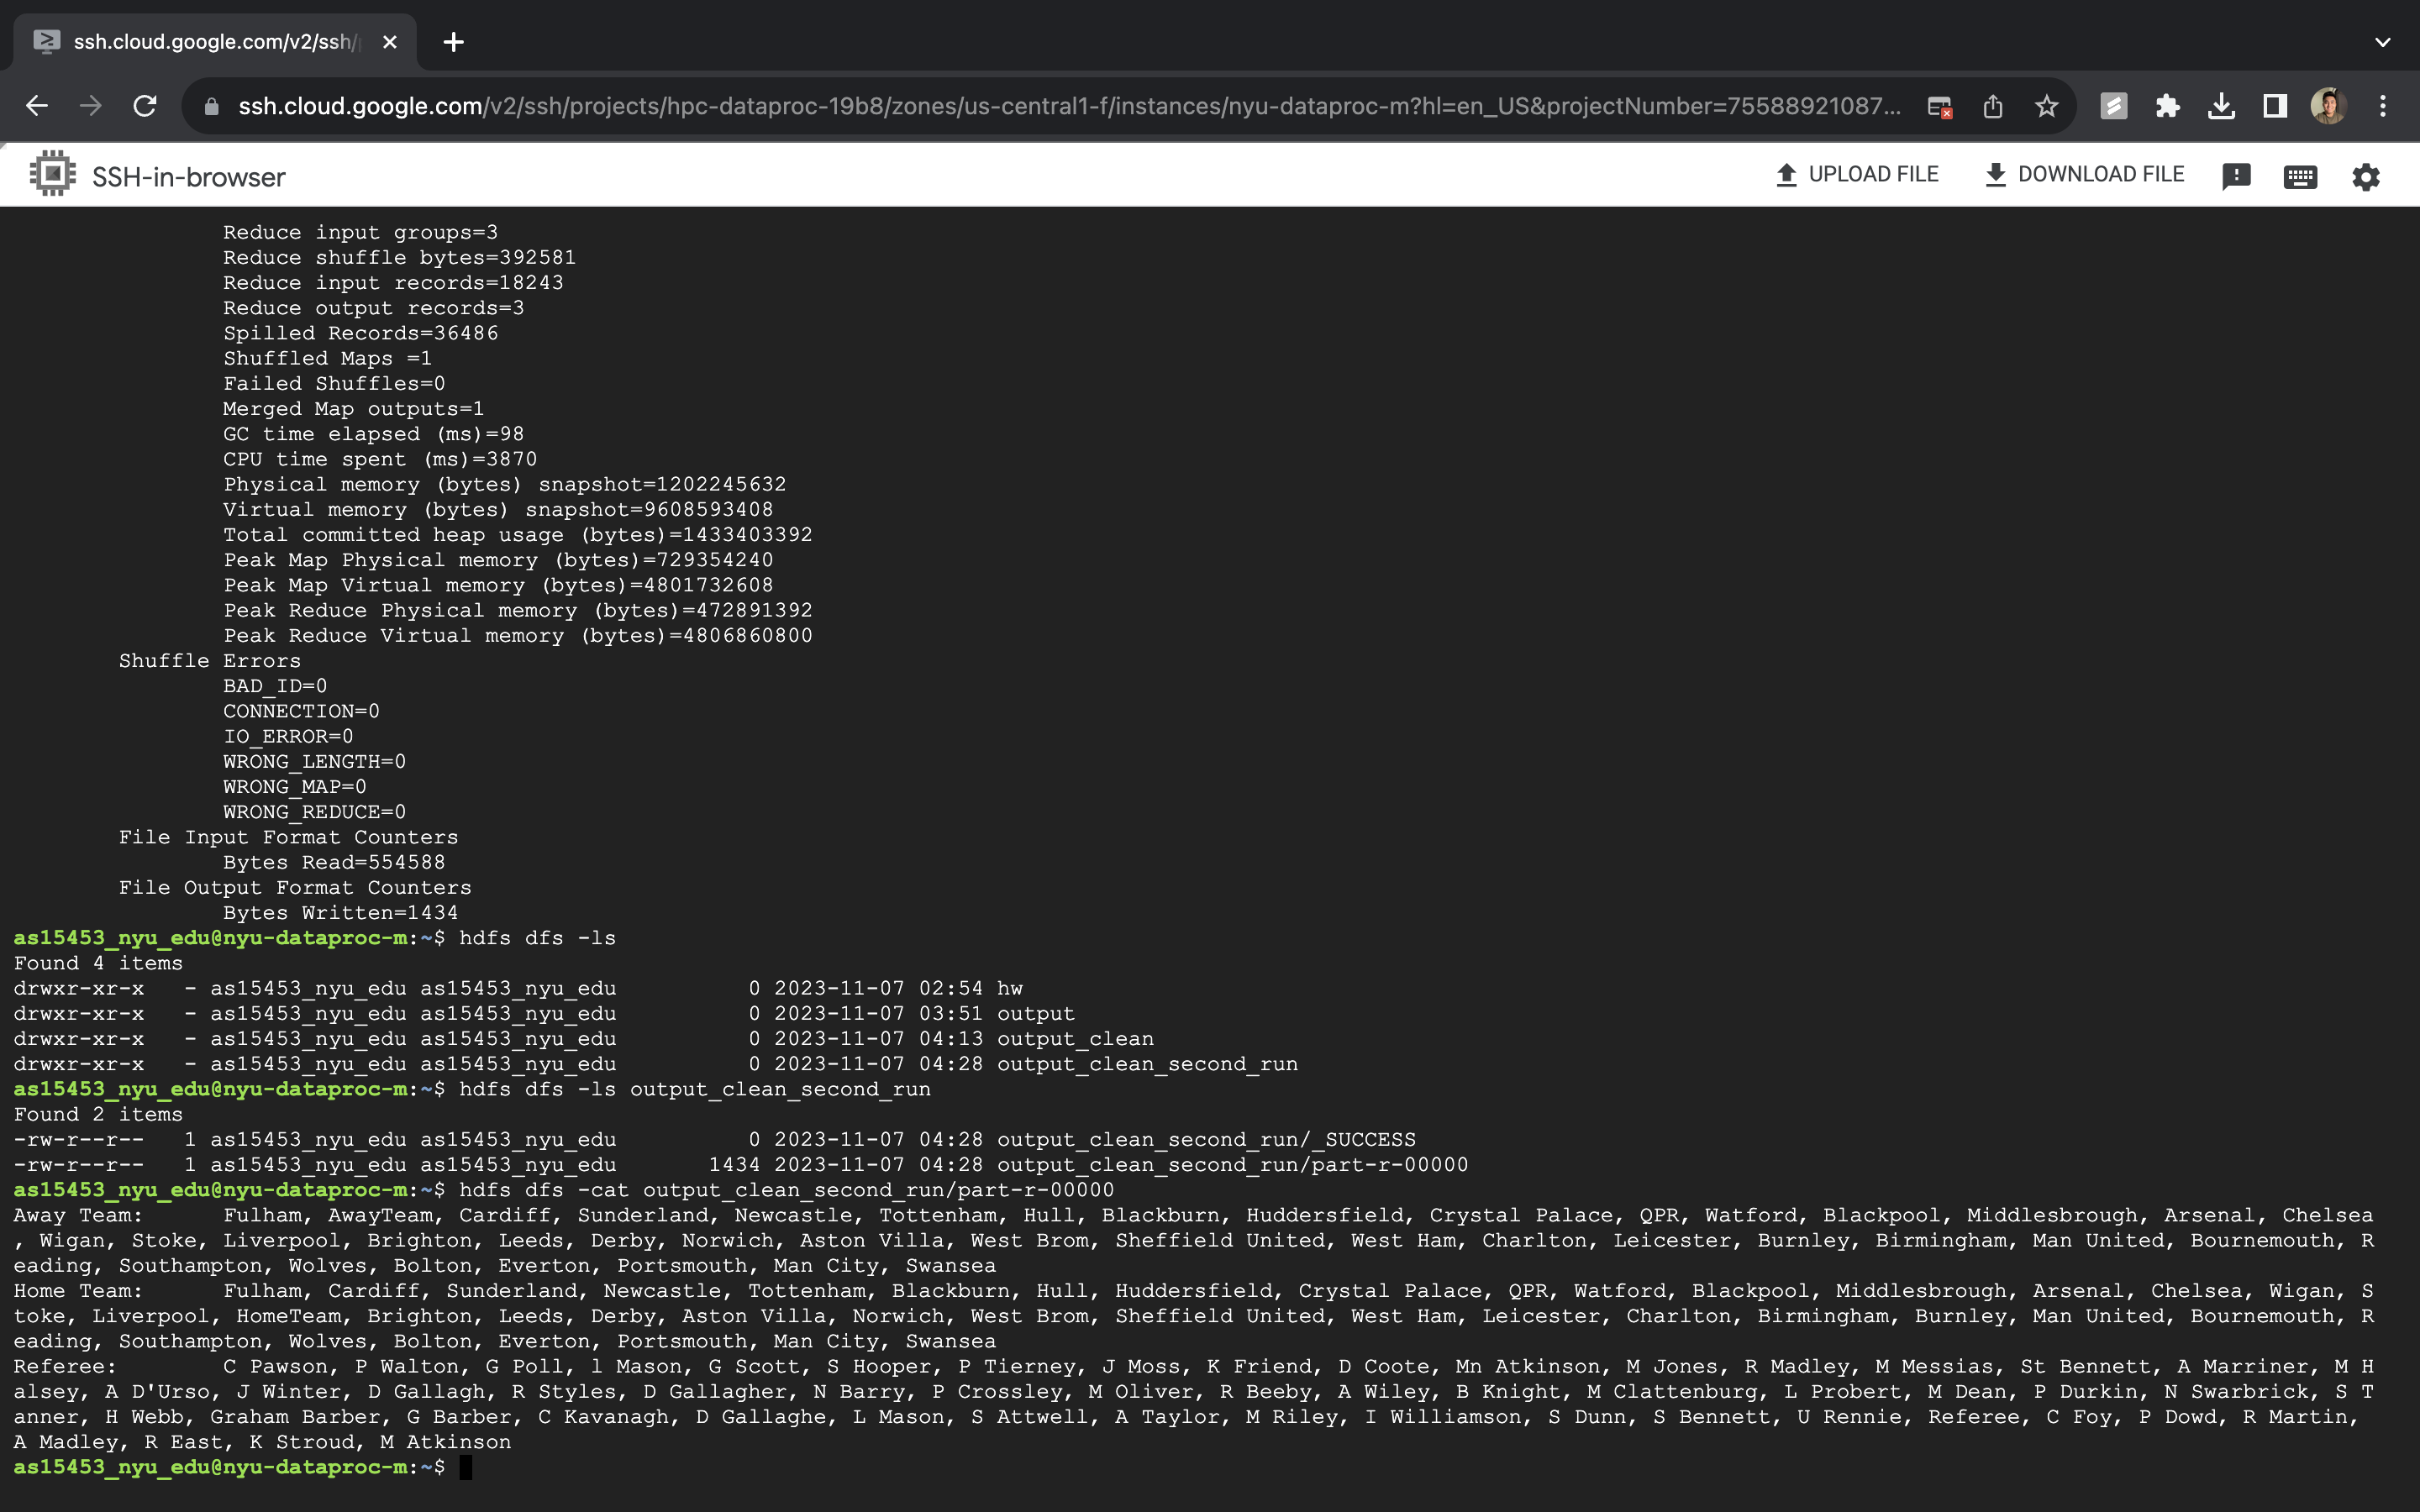 ssh.cloud.google.com/v2/ssh/
ssh.cloud.google.com/v2/ssh/projects/hpc-dataproc-19b8/zones/us-central1-f/instances/nyu-dataproc-m?hl=en_US&projectNumber=75588921087...
SSH-in-browser
UPLOAD FILE
DOWNLOAD FILE
Reduce input groups=3
Reduce shuffle bytes=392581
Reduce input records=18243
Reduce output records=3
Spilled Records=36486
Shuffled Maps =1
Failed Shuffles=0
Merged Map outputs=1
GC time elapsed (ms)=98
CPU time spent (ms)=3870
Physical memory (bytes) snapshot=1202245632
Virtual memory (bytes) snapshot=9608593408
Total committed heap usage (bytes)=1433403392
Peak Map Physical memory (bytes)=729354240
Peak Map Virtual memory (bytes)=4801732608
Peak Reduce Physical memory (bytes)=472891392
Peak Reduce Virtual memory (bytes)=4806860800
Shuffle Errors
BAD_ID=0
CONNECTION=0
IO_ERROR=0
WRONG_LENGTH=0
WRONG_MAP=0
WRONG_REDUCE=0
File Input Format Counters
Bytes Read=554588
File Output Format Counters
Bytes Written=1434
as15453_nyu_edu@nyu-dataproc-m:~$ hdfs dfs -ls
Found 4 items
drwxr-xr-x   - as15453_nyu_edu as15453_nyu_edu          0 2023-11-07 02:54 hw
drwxr-xr-x   - as15453_nyu_edu as15453_nyu_edu          0 2023-11-07 03:51 output
drwxr-xr-x   - as15453_nyu_edu as15453_nyu_edu          0 2023-11-07 04:13 output_clean
drwxr-xr-x   - as15453_nyu_edu as15453_nyu_edu          0 2023-11-07 04:28 output_clean_second_run
as15453_nyu_edu@nyu-dataproc-m:~$ hdfs dfs -ls output_clean_second_run
Found 2 items
-rw-r--r--   1 as15453_nyu_edu as15453_nyu_edu          0 2023-11-07 04:28 output_clean_second_run/_SUCCESS
-rw-r--r--   1 as15453_nyu_edu as15453_nyu_edu       1434 2023-11-07 04:28 output_clean_second_run/part-r-00000
as15453_nyu_edu@nyu-dataproc-m:~$ hdfs dfs -cat output_clean_second_run/part-r-00000
Away Team:      Fulham, AwayTeam, Cardiff, Sunderland, Newcastle, Tottenham, Hull, Blackburn, Huddersfield, Crystal Palace, QPR, Watford, Blackpool, Middlesbrough, Arsenal, Chelsea
, Wigan, Stoke, Liverpool, Brighton, Leeds, Derby, Norwich, Aston Villa, West Brom, Sheffield United, West Ham, Charlton, Leicester, Burnley, Birmingham, Man United, Bournemouth, R
eading, Southampton, Wolves, Bolton, Everton, Portsmouth, Man City, Swansea
Home Team:      Fulham, Cardiff, Sunderland, Newcastle, Tottenham, Blackburn, Hull, Huddersfield, Crystal Palace, QPR, Watford, Blackpool, Middlesbrough, Arsenal, Chelsea, Wigan, S
toke, Liverpool, HomeTeam, Brighton, Leeds, Derby, Aston Villa, Norwich, West Brom, Sheffield United, West Ham, Leicester, Charlton, Birmingham, Burnley, Man United, Bournemouth, R
eading, Southampton, Wolves, Bolton, Everton, Portsmouth, Man City, Swansea
Referee:        C Pawson, P Walton, G Poll, l Mason, G Scott, S Hooper, P Tierney, J Moss, K Friend, D Coote, Mn Atkinson, M Jones, R Madley, M Messias, St Bennett, A Marriner, M H
alsey, A D'Urso, J Winter, D Gallagh, R Styles, D Gallagher, N Barry, P Crossley, M Oliver, R Beeby, A Wiley, B Knight, M Clattenburg, L Probert, M Dean, P Durkin, N Swarbrick, S T
anner, H Webb, Graham Barber, G Barber, C Kavanagh, D Gallaghe, L Mason, S Attwell, A Taylor, M Riley, I Williamson, S Dunn, S Bennett, U Rennie, Referee, C Foy, P Dowd, R Martin,
A Madley, R East, K Stroud, M Atkinson
as15453_nyu_edu@nyu-dataproc-m:~$